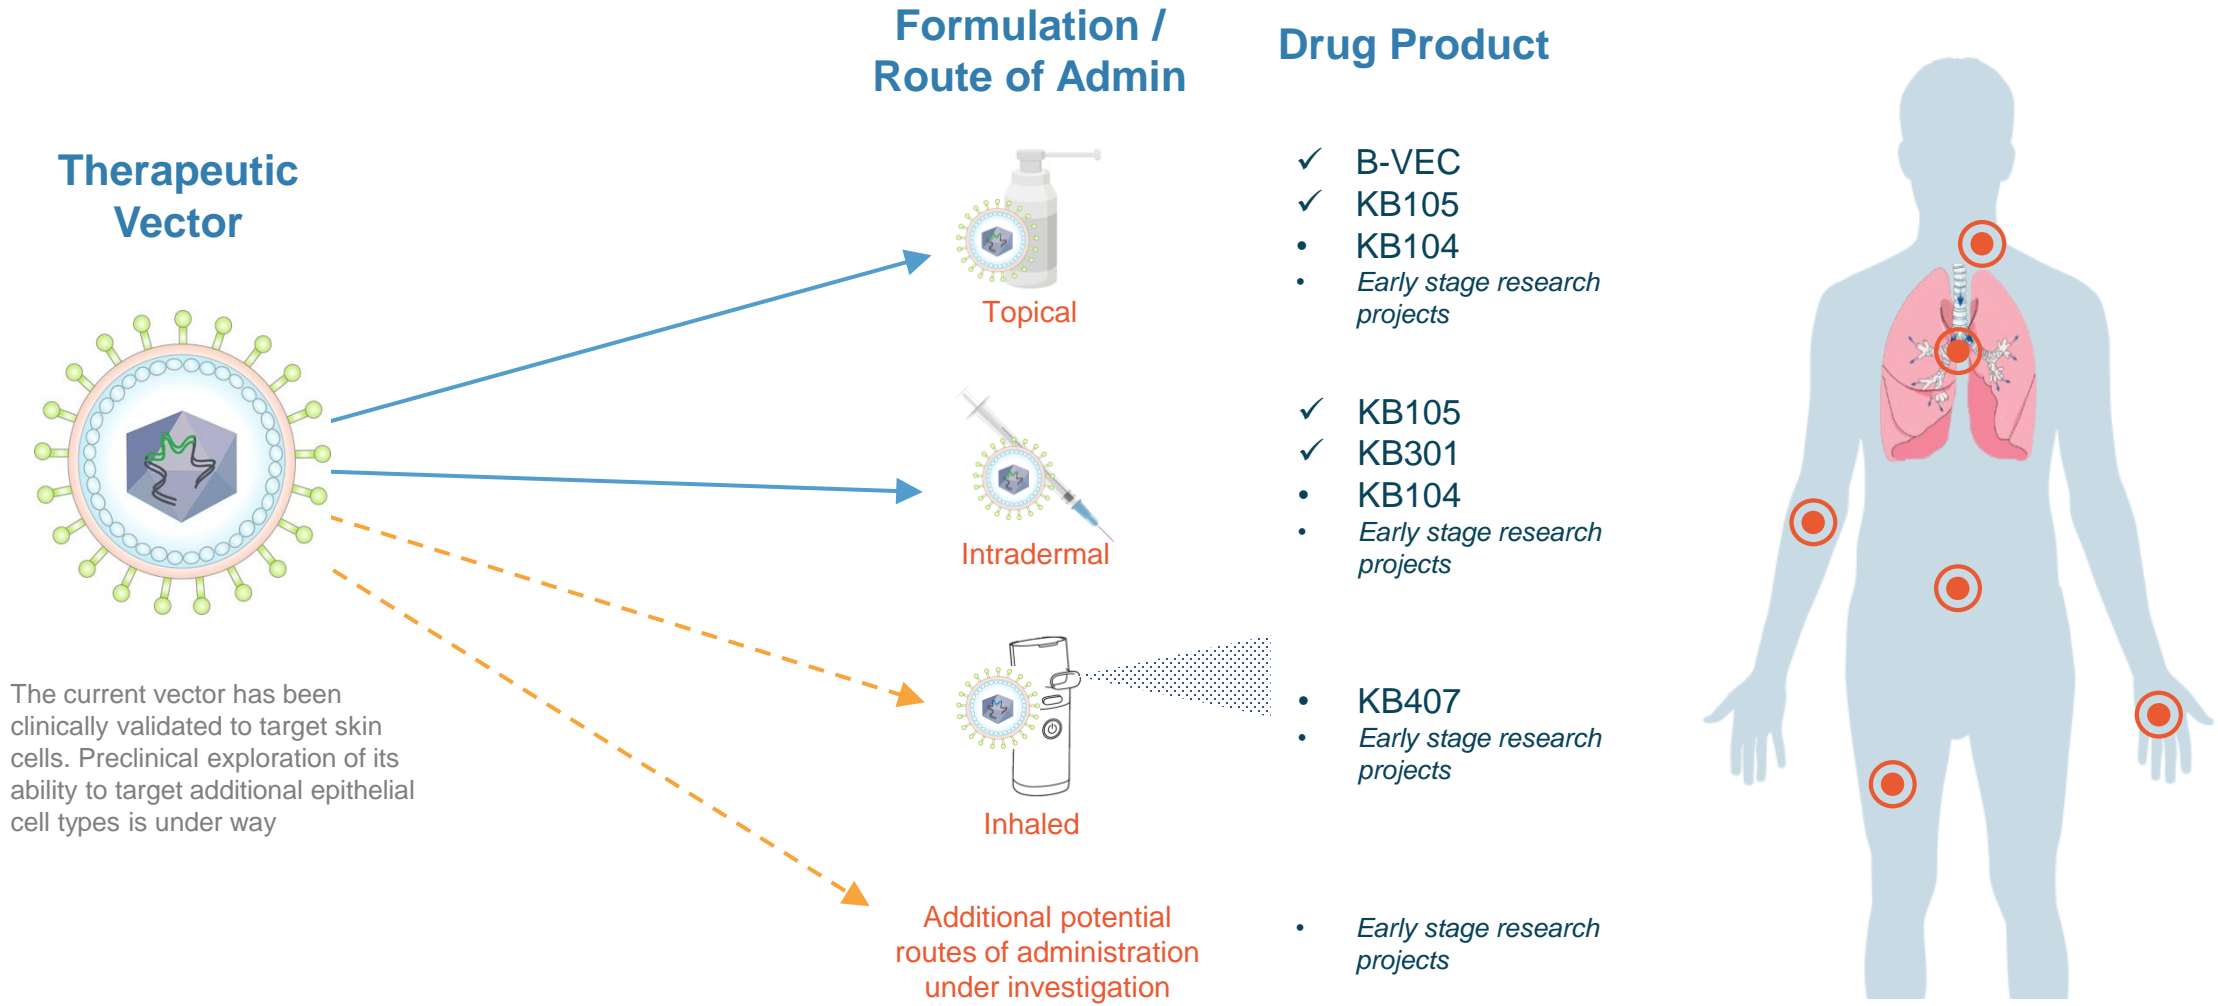 Therapeutic
Vector
The current vector has been
clinically validated to target skin
cells. Preclinical exploration of its
ability to target additional epithelial
cell types is under way
Formulation /
Route of Admin
Drug Product
Topical
✓ B-VEC
✓ KB105
• KB104
• Early stage research
projects
Intradermal
✓ KB105
✓ KB301
• KB104
• Early stage research
projects
Inhaled
• KB407
• Early stage research
projects
Additional potential
routes of administration
under investigation
• Early stage research
projects